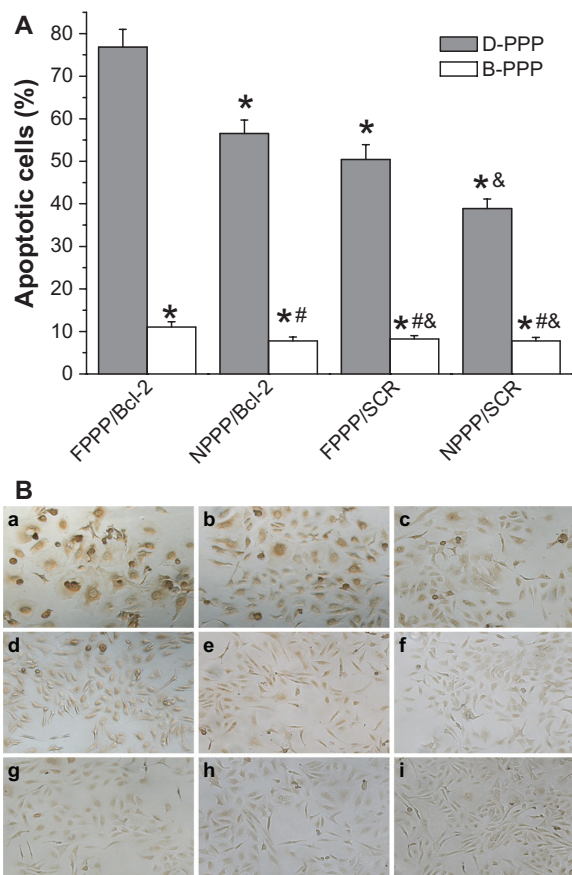 A
Apoptotic cells (%)
80
70
60
50
40
30
20
10
0
D-PPP
B-PPP
*
*
*
*&
*
*#
*#&
*#&
FPPP/Bcl-2
NPPP/Bcl-2
FPPP/SCR
NPPP/SCR
B
a
b
c
d
e
f
g
h
i